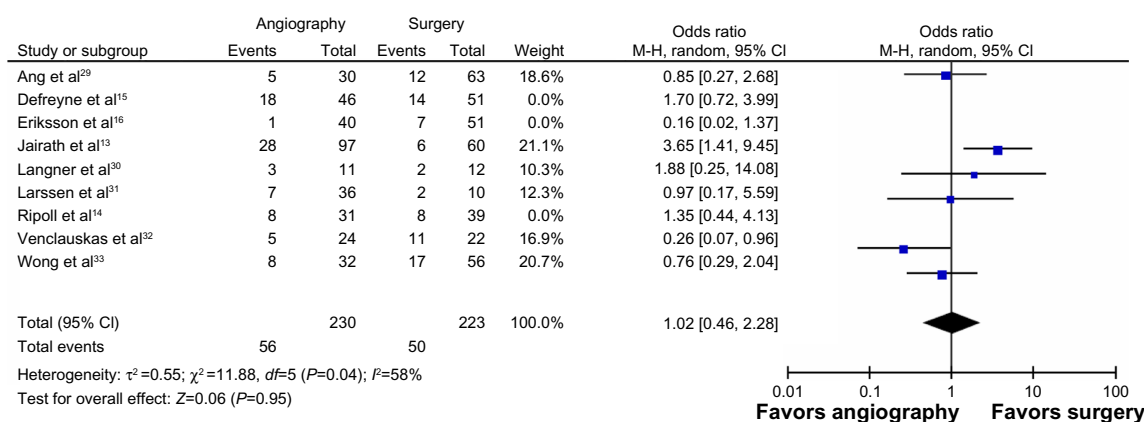 Angiography Surgery Odds ratio Odds ratio
Study or subgroup Events Total Events Total Weight M-H, random, 95% CI M-H, random, 95% CI
Ang et al²⁹ 5 30 12 63 18.6% 0.85 [0.27, 2.68]
Defreyne et al¹⁵ 18 46 14 51 0.0% 1.70 [0.72, 3.99]
Eriksson et al¹⁶ 1 40 7 51 0.0% 0.16 [0.02, 1.37]
Jairath et al¹³ 28 97 6 60 21.1% 3.65 [1.41, 9.45]
Langner et al³⁰ 3 11 2 12 10.3% 1.88 [0.25, 14.08]
Larssen et al³¹ 7 36 2 10 12.3% 0.97 [0.17, 5.59]
Ripoll et al¹⁴ 8 31 8 39 0.0% 1.35 [0.44, 4.13]
Venclauskas et al³² 5 24 11 22 16.9% 0.26 [0.07, 0.96]
Wong et al³³ 8 32 17 56 20.7% 0.76 [0.29, 2.04]
Total (95% CI) 230 223 100.0% 1.02 [0.46, 2.28]
Total events 56 50
Heterogeneity: τ²=0.55; χ²=11.88, df=5 (P=0.04); I²=58%
Test for overall effect: Z=0.06 (P=0.95)
0.01 0.1 1 10 100
Favors angiography Favors surgery